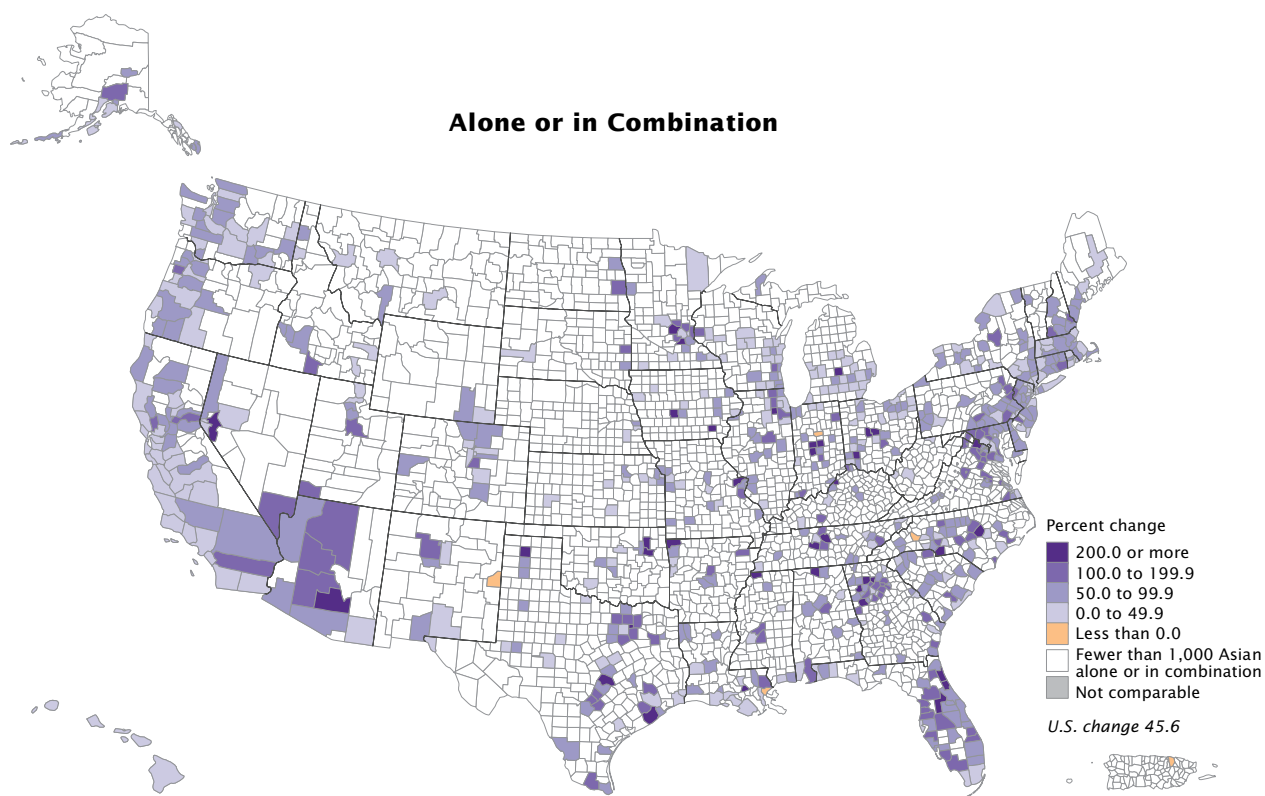 Alone or in Combination
Percent change
200.0 or more
100.0 to 199.9
50.0 to 99.9
0.0 to 49.9
Less than 0.0
Fewer than 1,000 Asian
alone or in combination
Not comparable
U.S. change 45.6